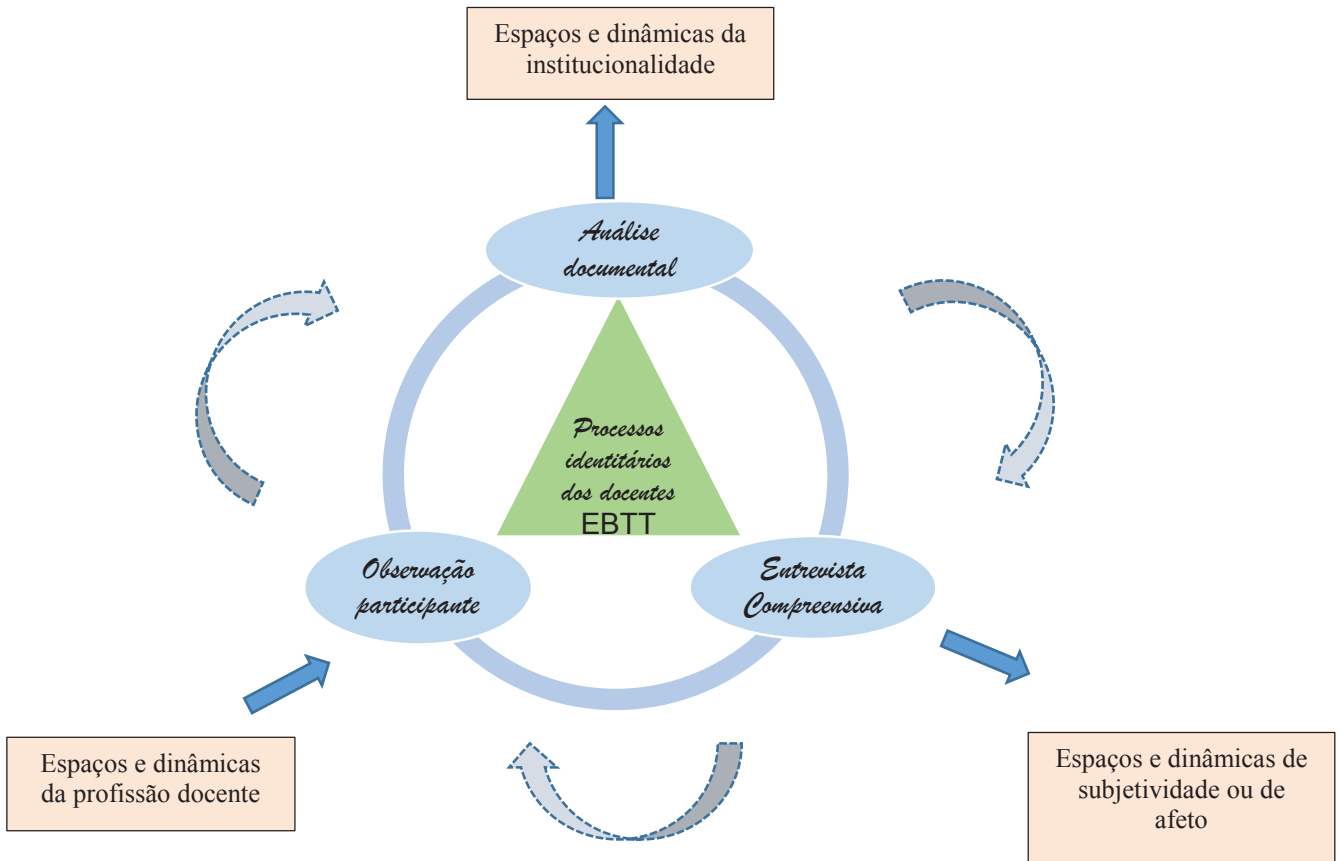 Espaços e dinâmicas da
institucionalidade
Análise
documental
Processos
identitários
dos docentes
EBTT
Observação
participante
Entrevista
Compreensiva
Espaços e dinâmicas
da profissão docente
Espaços e dinâmicas de
subjetividade ou de
afeto